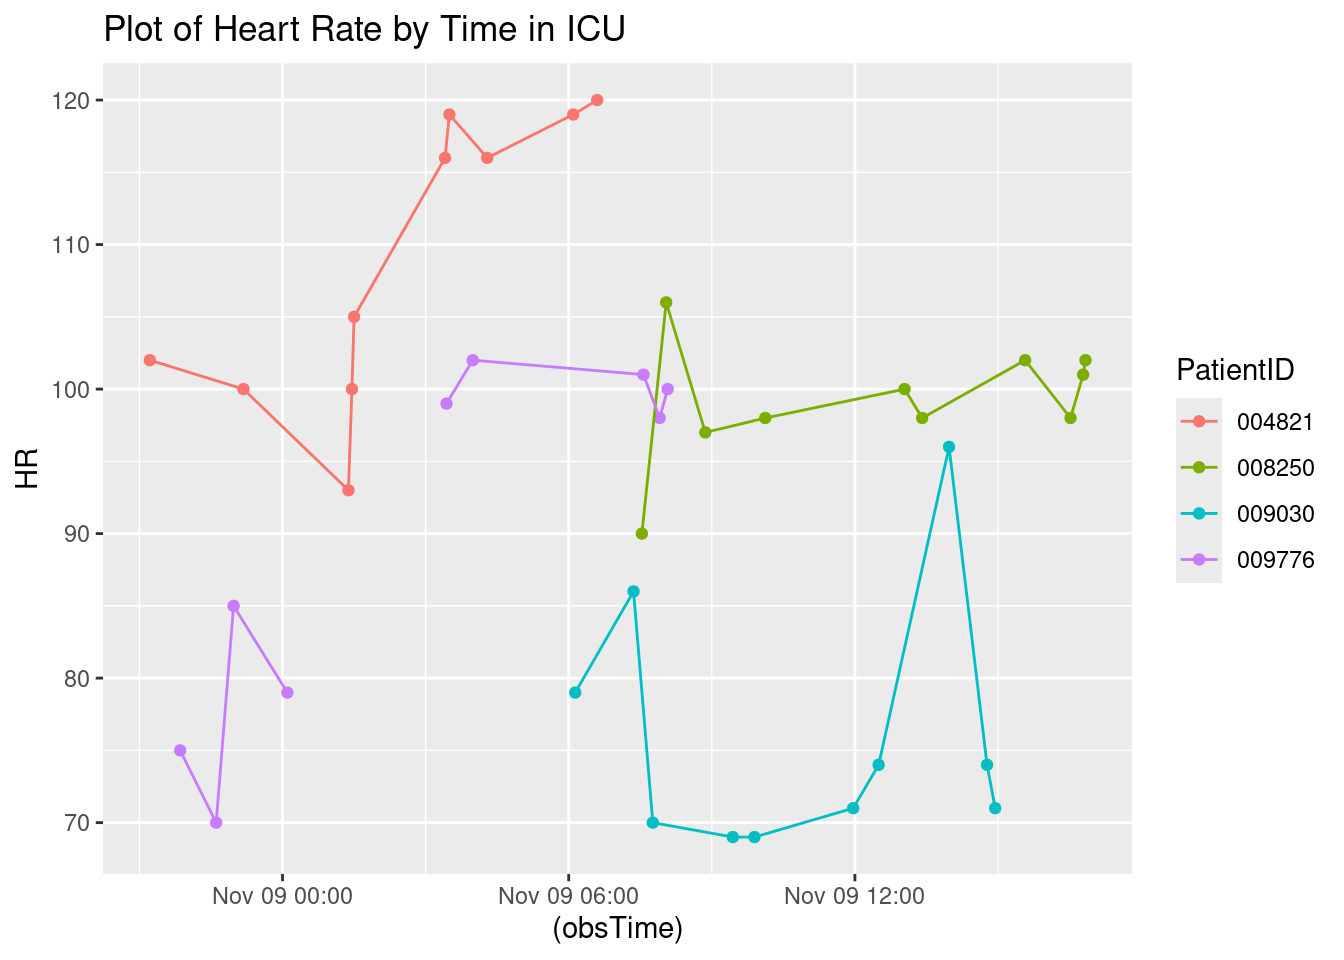 Plot of Heart Rate by Time in ICU
HR
120
110
100
90
80
70
Nov 09 00:00
Nov 09 06:00
Nov 09 12:00
(obsTime)
PatientID
004821
008250
009030
009776